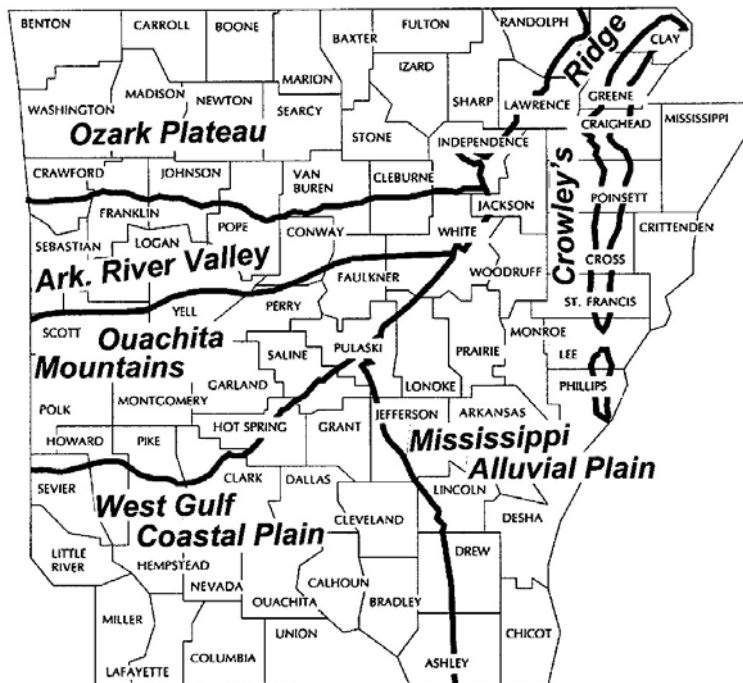 BENTON
CARROLL
BOONE
BAXTER
FULTON
RANDOLPH
CLAY
IZARD
MARION
SHARP
LAWRENCE
GREENE
Ridge
WASHINGTON
MADISON
NEWTON
SEARCY
STONE
INDEPENDENCE
CRAIGHEAD
MISSISSIPPI
Ozark Plateau
CRAWFORD
JOHNSON
VAN
BUREN
CLEBURNE
JACKSON
POINSETT
Crowley's
FRANKLIN
POPE
CONWAY
WHITE
CRITTENDEN
SEBASTIAN
LOGAN
Ark. River Valley
FAULKNER
WOODRUFF
CROSS
ST. FRANCIS
SCOTT
YELL
PERRY
Ouachita
Mountains
SALINE
PULASKI
PRAIRIE
MONROE
LEE
PHILLIPS
POLK
MONTGOMERY
GARLAND
LONOKE
HOT SPRING
GRANT
JEFFERSON
ARKANSAS
HOWARD
PIKE
Mississippi
Alluvial Plain
SEVIER
CLARK
DALLAS
LINCOLN
DESHA
West Gulf
Coastal Plain
CLEVELAND
DREW
LITTLE
RIVER
HEMPSTEAD
NEVADA
OUACHITA
CALHOUN
BRADLEY
MILLER
LAFAYETTE
COLUMBIA
UNION
ASHLEY
CHICOT